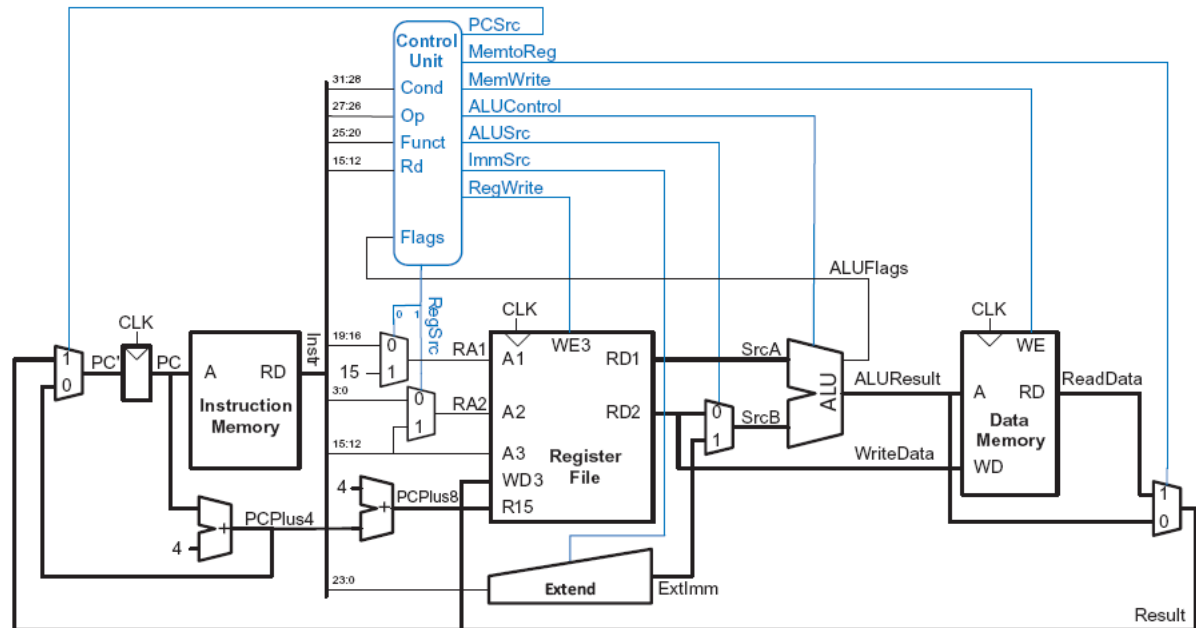 PCSrc
Control
Unit
MemtoReg
31:28
Cond
MemWrite
27:26
Op
ALUControl
25:20
Funct
ALUSrc
15:12
Rd
ImmSrc
RegWrite
Flags
ALUFlags
RegSrc
0 1
CLK
CLK
CLK
Instr
19:16
0
RA1
A1
WE3
RD1
SrcA
WE
1
PC'
PC
A
RD
15
1
ALU
ALUResult
A
RD
ReadData
0
Instruction
Memory
3:0
0
RA2
A2
RD2
0
SrcB
Data
Memory
1
1
15:12
A3
Register
File
WriteData
WD
4
PCPlus8
WD3
1
+
R15
0
PCPlus4
+
4
23:0
Extend
ExtImm
Result